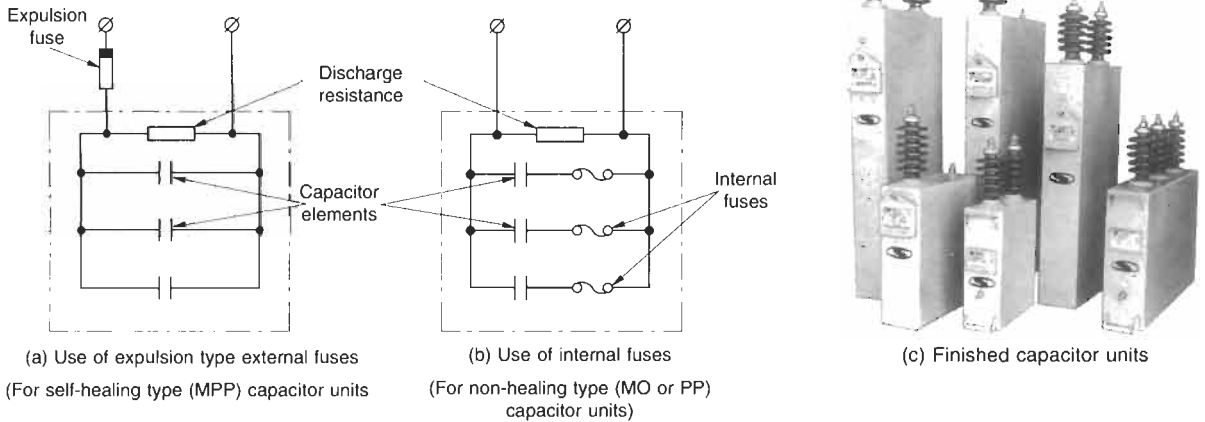 Expulsion
fuse
Discharge
resistance
Capacitor
elements
Internal
fuses
(a) Use of expulsion type external fuses
(For self-healing type (MPP) capacitor units
(b) Use of internal fuses
(For non-healing type (MO or PP)
capacitor units)
(c) Finished capacitor units